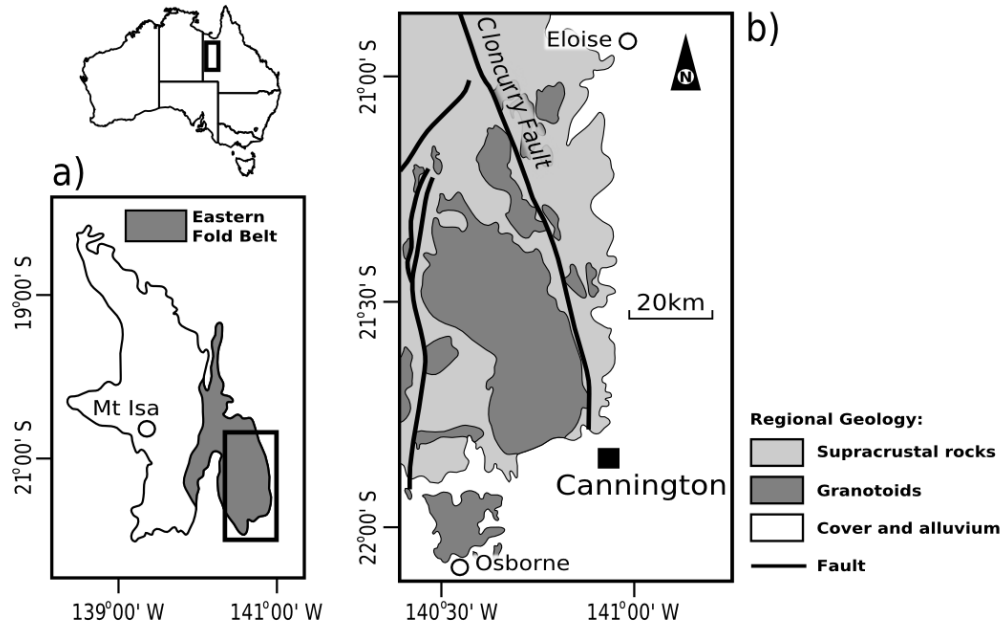 a)
Eastern
Fold Belt
19°00' S
21°00' S
Mt Isa
139°00' W
141°00' W
b)
Eloise
N
Cloncurry Fault
21°00' S
21°30' S
22°00' S
20km
Cannington
Osborne
140°30' W
141°00' W
Regional Geology:
Supracrustal rocks
Granotoids
Cover and alluvium
Fault